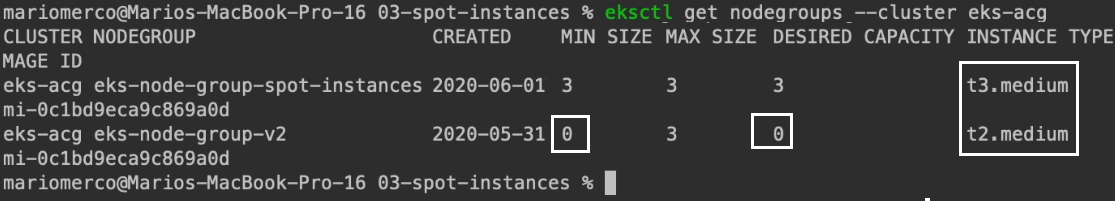 mariomerco@Marios-MacBook-Pro-16 03-spot-instances % eksctl get nodegroups --cluster eks-acg
CLUSTER NODEGROUP CREATED MIN SIZE MAX SIZE DESIRED CAPACITY INSTANCE TYPE
MAGE ID
eks-acg eks-node-group-spot-instances 2020-06-01 3 3 3 t3.medium
mi-0c1bd9eca9c869a0d
eks-acg eks-node-group-v2 2020-05-31 0 3 0 t2.medium
mi-0c1bd9eca9c869a0d
mariomerco@Marios-MacBook-Pro-16 03-spot-instances %